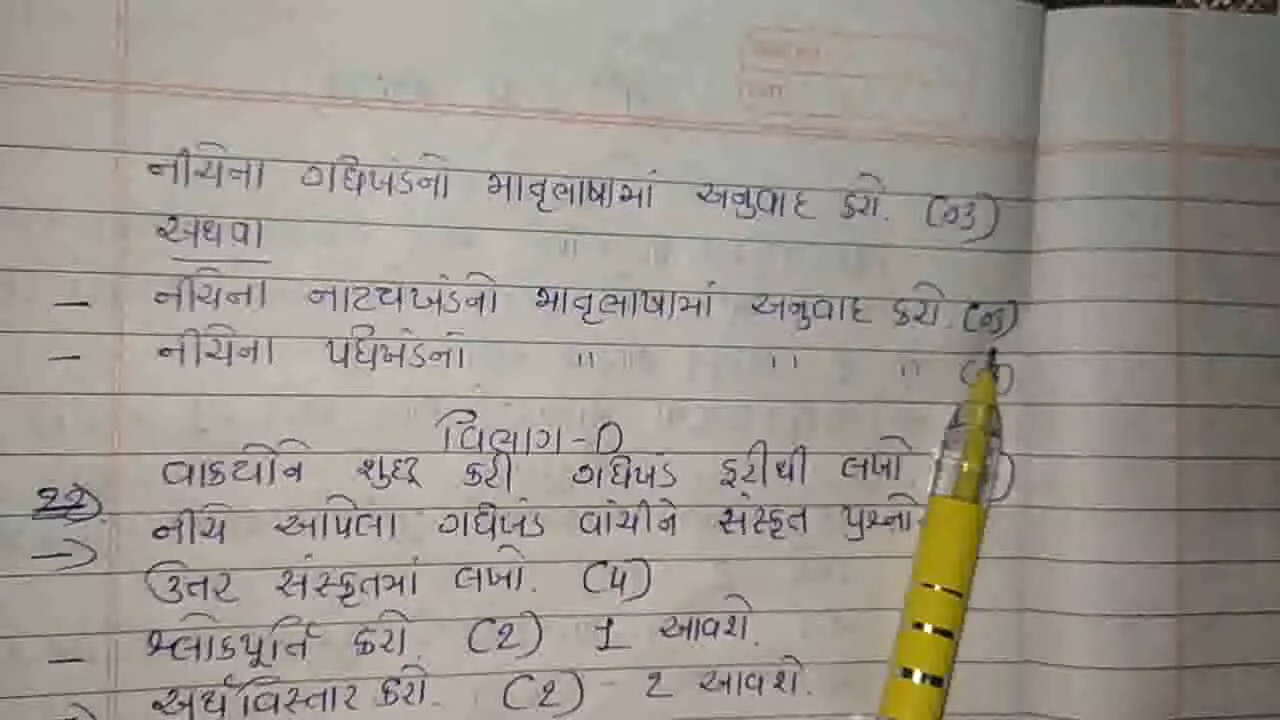 નીચેના ગદ્યખંડનો માતૃભાષામાં અનુવાદ કરો. (૦૩)
અથવા
- નીચેના નાટ્યખંડનો માતૃભાષામાં અનુવાદ કરો. (૦૩)
- નીચેના પદ્યખંડનો " " "
વિભાગ-D
વાક્યોને શુદ્ધ કરી ગદ્યખંડ ફરીથી લખો
નીચે આપેલા ગદ્યખંડ વાંચીને સંસ્કૃત પ્રશ્નો
ઉત્તર સંસ્કૃતમાં લખો. (૫)
- શ્લોકપૂર્તિ કરો. (2) 1 આવશે.
અર્થવિસ્તાર કરો. (2) - 2 આવશે.